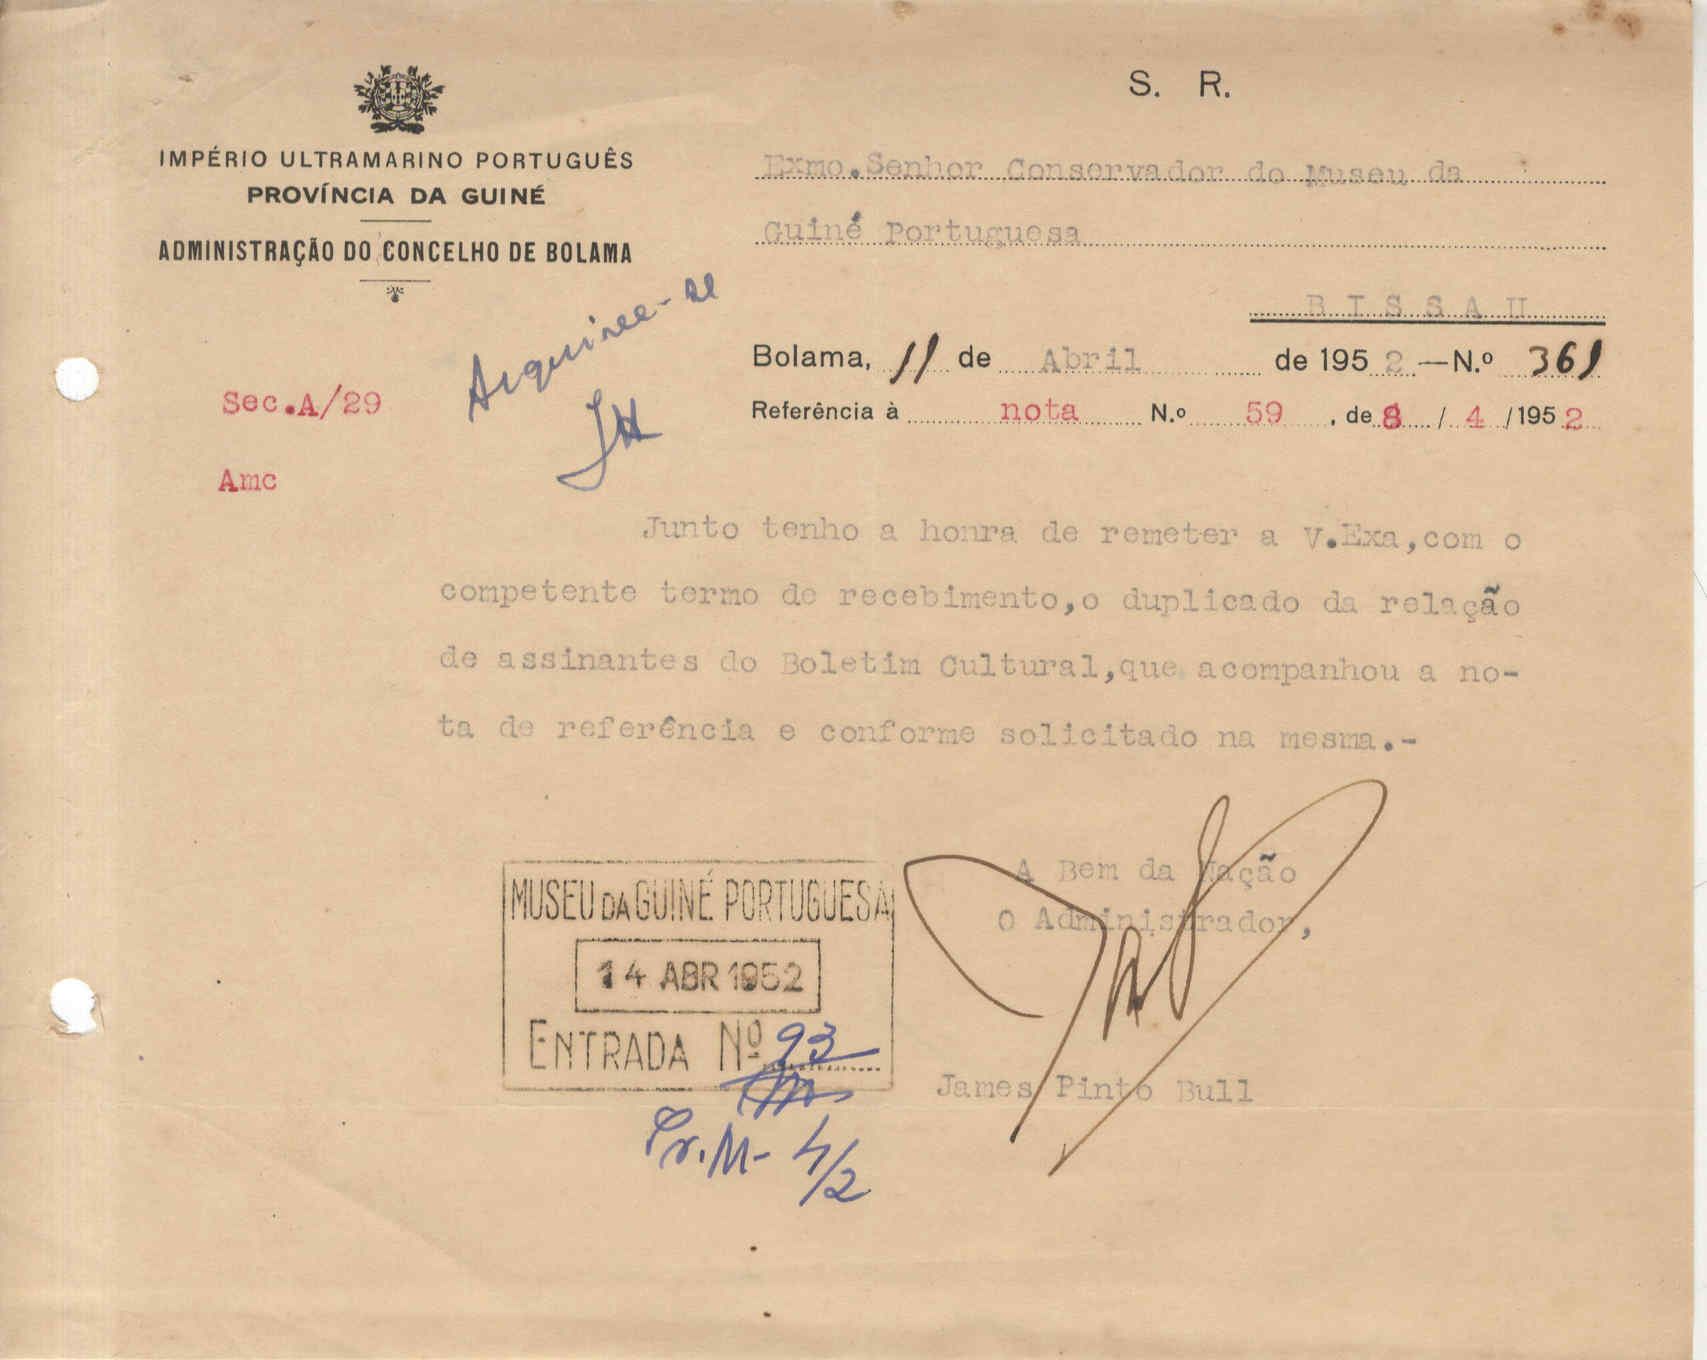 S. R.
IMPÉRIO ULTRAMARINO PORTUGUÊS
PROVÍNCIA DA GUINÉ
ADMINISTRAÇÃO DO CONCELHO DE BOLAMA
Exmo.Senhor Conservador do Museu da
Guiné Portuguesa
B I S S A U
Bolama, 11 de Abril de 1952 —N.º 361
Referência à nota N.º 59 , de 8 / 4 /1952
Arquive-se
Sec.A/29
Amc
Junto tenho a honra de remeter a V.Exa,com o
competente termo de recebimento,o duplicado da relação
de assinantes do Boletim Cultural,que acompanhou a no-
ta de referência e conforme solicitado na mesma.-
A Bem da Nação
O Administrador,
James Pinto Bull
MUSEU DA GUINÉ PORTUGUESA
14 ABR 1952
ENTRADA Nº 93
Pr.M- 4/2